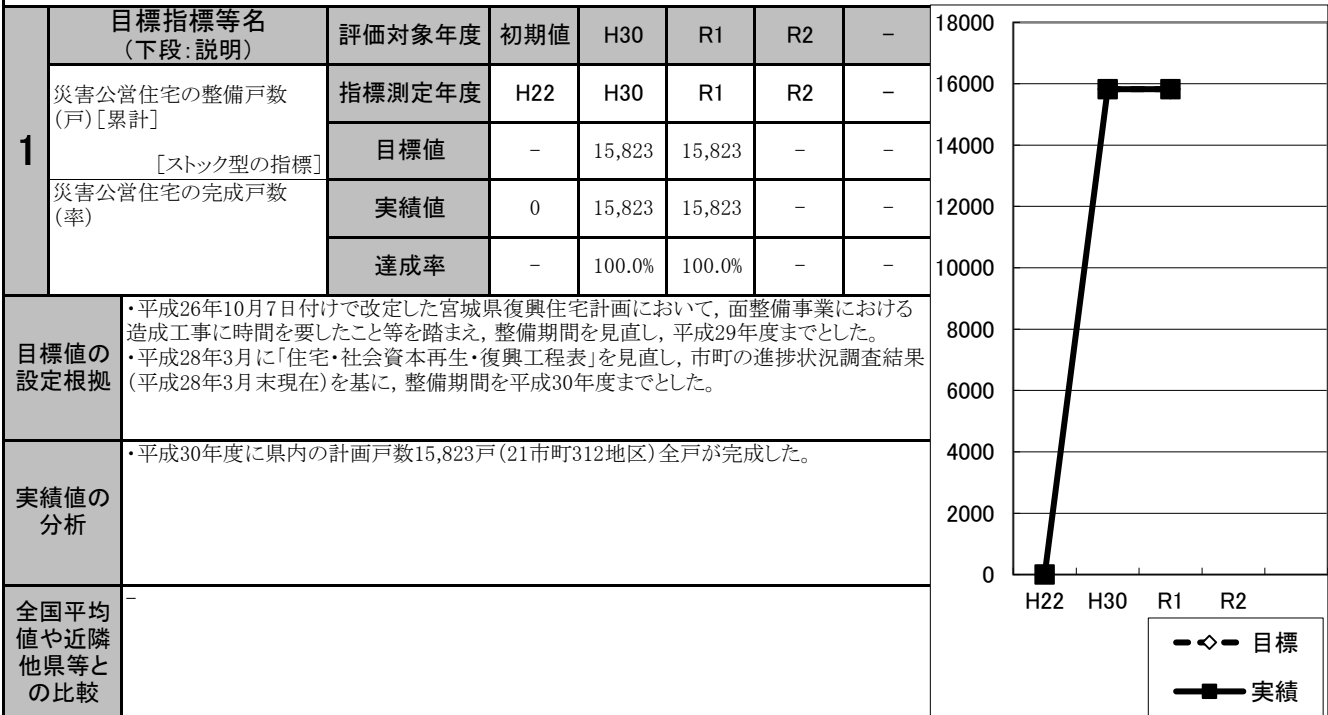 1
目標指標等名
(下段:説明)
評価対象年度 初期値 H30 R1 R2 －
災害公営住宅の整備戸数
(戸)[累計]
[ストック型の指標]
災害公営住宅の完成戸数
(率)
指標測定年度 H22 H30 R1 R2 －
目標値 － 15,823 15,823 － －
実績値 0 15,823 15,823 － －
達成率 － 100.0% 100.0% － －
目標値の
設定根拠
・平成26年10月7日付けで改定した宮城県復興住宅計画において，面整備事業における
造成工事に時間を要したこと等を踏まえ，整備期間を見直し，平成29年度までとした。
・平成28年3月に「住宅・社会資本再生・復興工程表」を見直し，市町の進捗状況調査結果
(平成28年3月末現在)を基に，整備期間を平成30年度までとした。
実績値の
分析
・平成30年度に県内の計画戸数15,823戸(21市町312地区)全戸が完成した。
全国平均
値や近隣
他県等と
の比較
－
18000
16000
14000
12000
10000
8000
6000
4000
2000
0
H22 H30 R1 R2
目標
実績